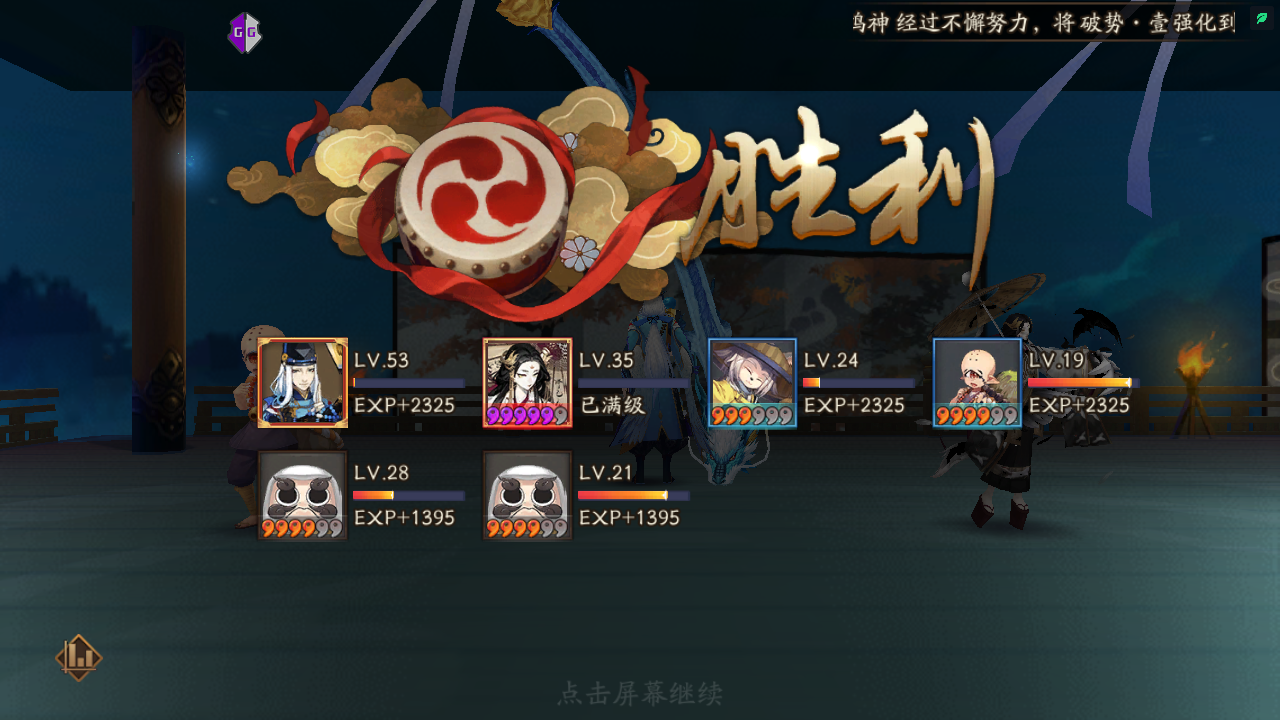 GG
神 经过不懈努力，将 破势·壹强化到
胜利
LV.53
EXP+2325
LV.35
已满级
LV.24
EXP+2325
LV.19
EXP+2325
LV.28
EXP+1395
LV.21
EXP+1395
点击屏幕继续